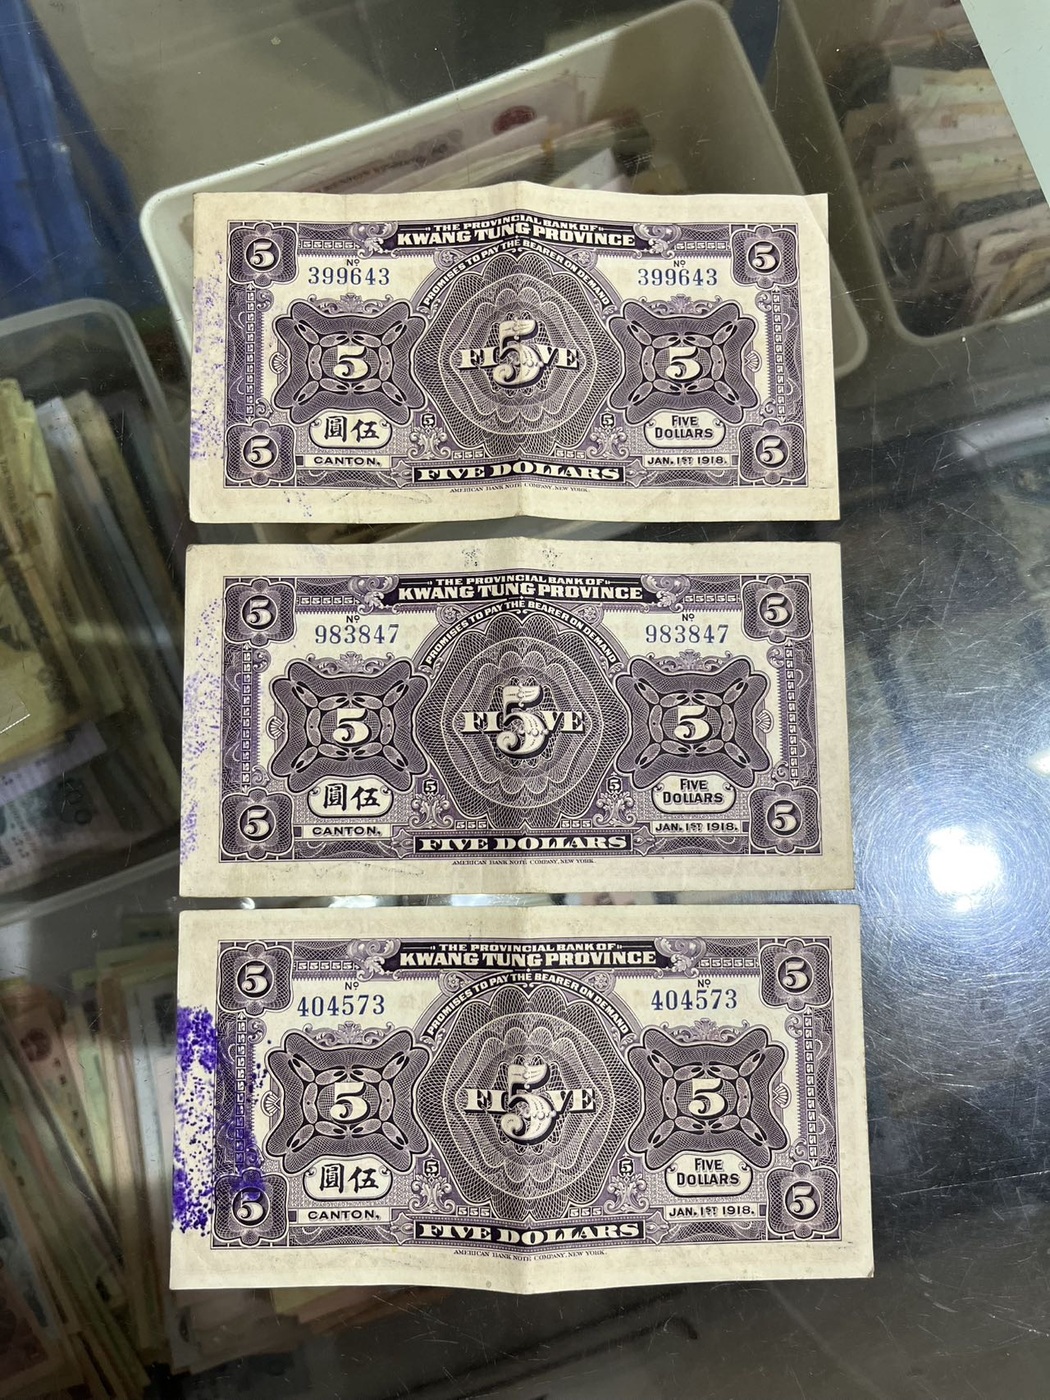 THE PROVINCIAL BANK OF
KWANG TUNG PROVINCE
PROMISES TO PAY THE BEARER ON DEMAND
5 5
Nº Nº
399643 399643
5 FI5VE 5
圓伍 FIVE DOLLARS
5 5
5 CANTON. JAN. 1ST 1918. 5
FIVE DOLLARS
AMERICAN BANK NOTE COMPANY, NEW YORK.
THE PROVINCIAL BANK OF
KWANG TUNG PROVINCE
PROMISES TO PAY THE BEARER ON DEMAND
5 5
Nº Nº
983847 983847
5 FI5VE 5
圓伍 FIVE DOLLARS
5 5
5 CANTON. JAN. 1ST 1918. 5
FIVE DOLLARS
AMERICAN BANK NOTE COMPANY, NEW YORK.
THE PROVINCIAL BANK OF
KWANG TUNG PROVINCE
PROMISES TO PAY THE BEARER ON DEMAND
5 5
Nº Nº
404573 404573
5 FI5VE 5
圓伍 FIVE DOLLARS
5 5
5 CANTON. JAN. 1ST 1918. 5
FIVE DOLLARS
AMERICAN BANK NOTE COMPANY, NEW YORK.